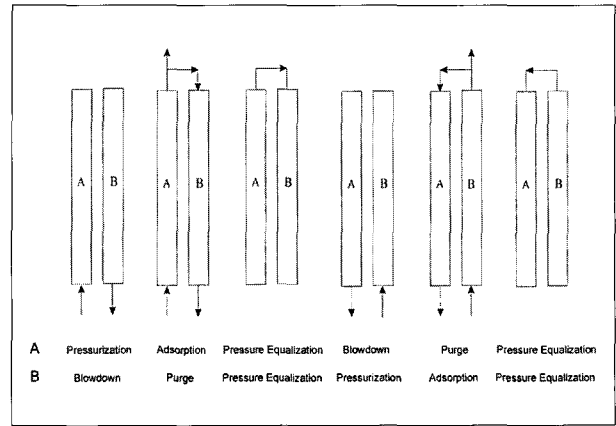 A B A B A B A B A B A B
A Pressurization Adsorption Pressure Equalization Blowdown Purge Pressure Equalization
B Blowdown Purge Pressure Equalization Pressurization Adsorption Pressure Equalization